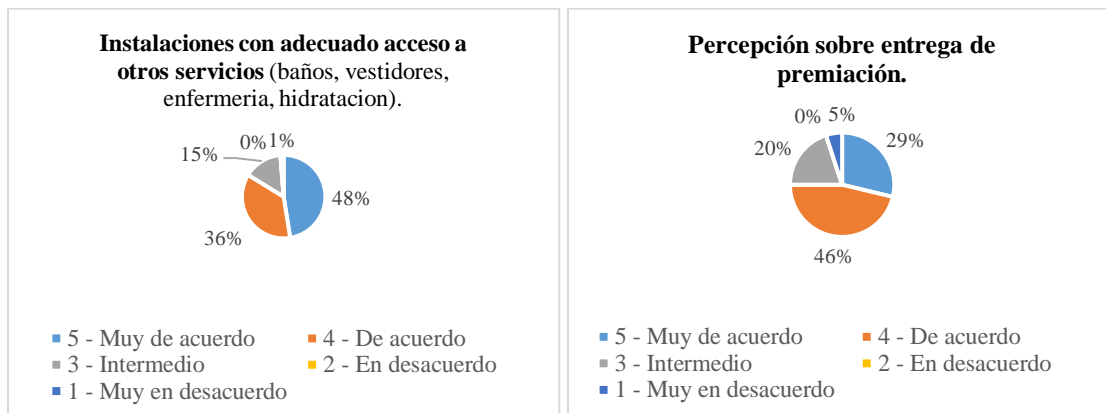 Instalaciones con adecuado acceso a
otros servicios (baños, vestidores,
enfermeria, hidratacion).
0%
1%
15%
48%
36%
5 - Muy de acuerdo
4 - De acuerdo
3 - Intermedio
2 - En desacuerdo
1 - Muy en desacuerdo
Percepción sobre entrega de
premiación.
0%
5%
29%
20%
46%
5 - Muy de acuerdo
4 - De acuerdo
3 - Intermedio
2 - En desacuerdo
1 - Muy en desacuerdo